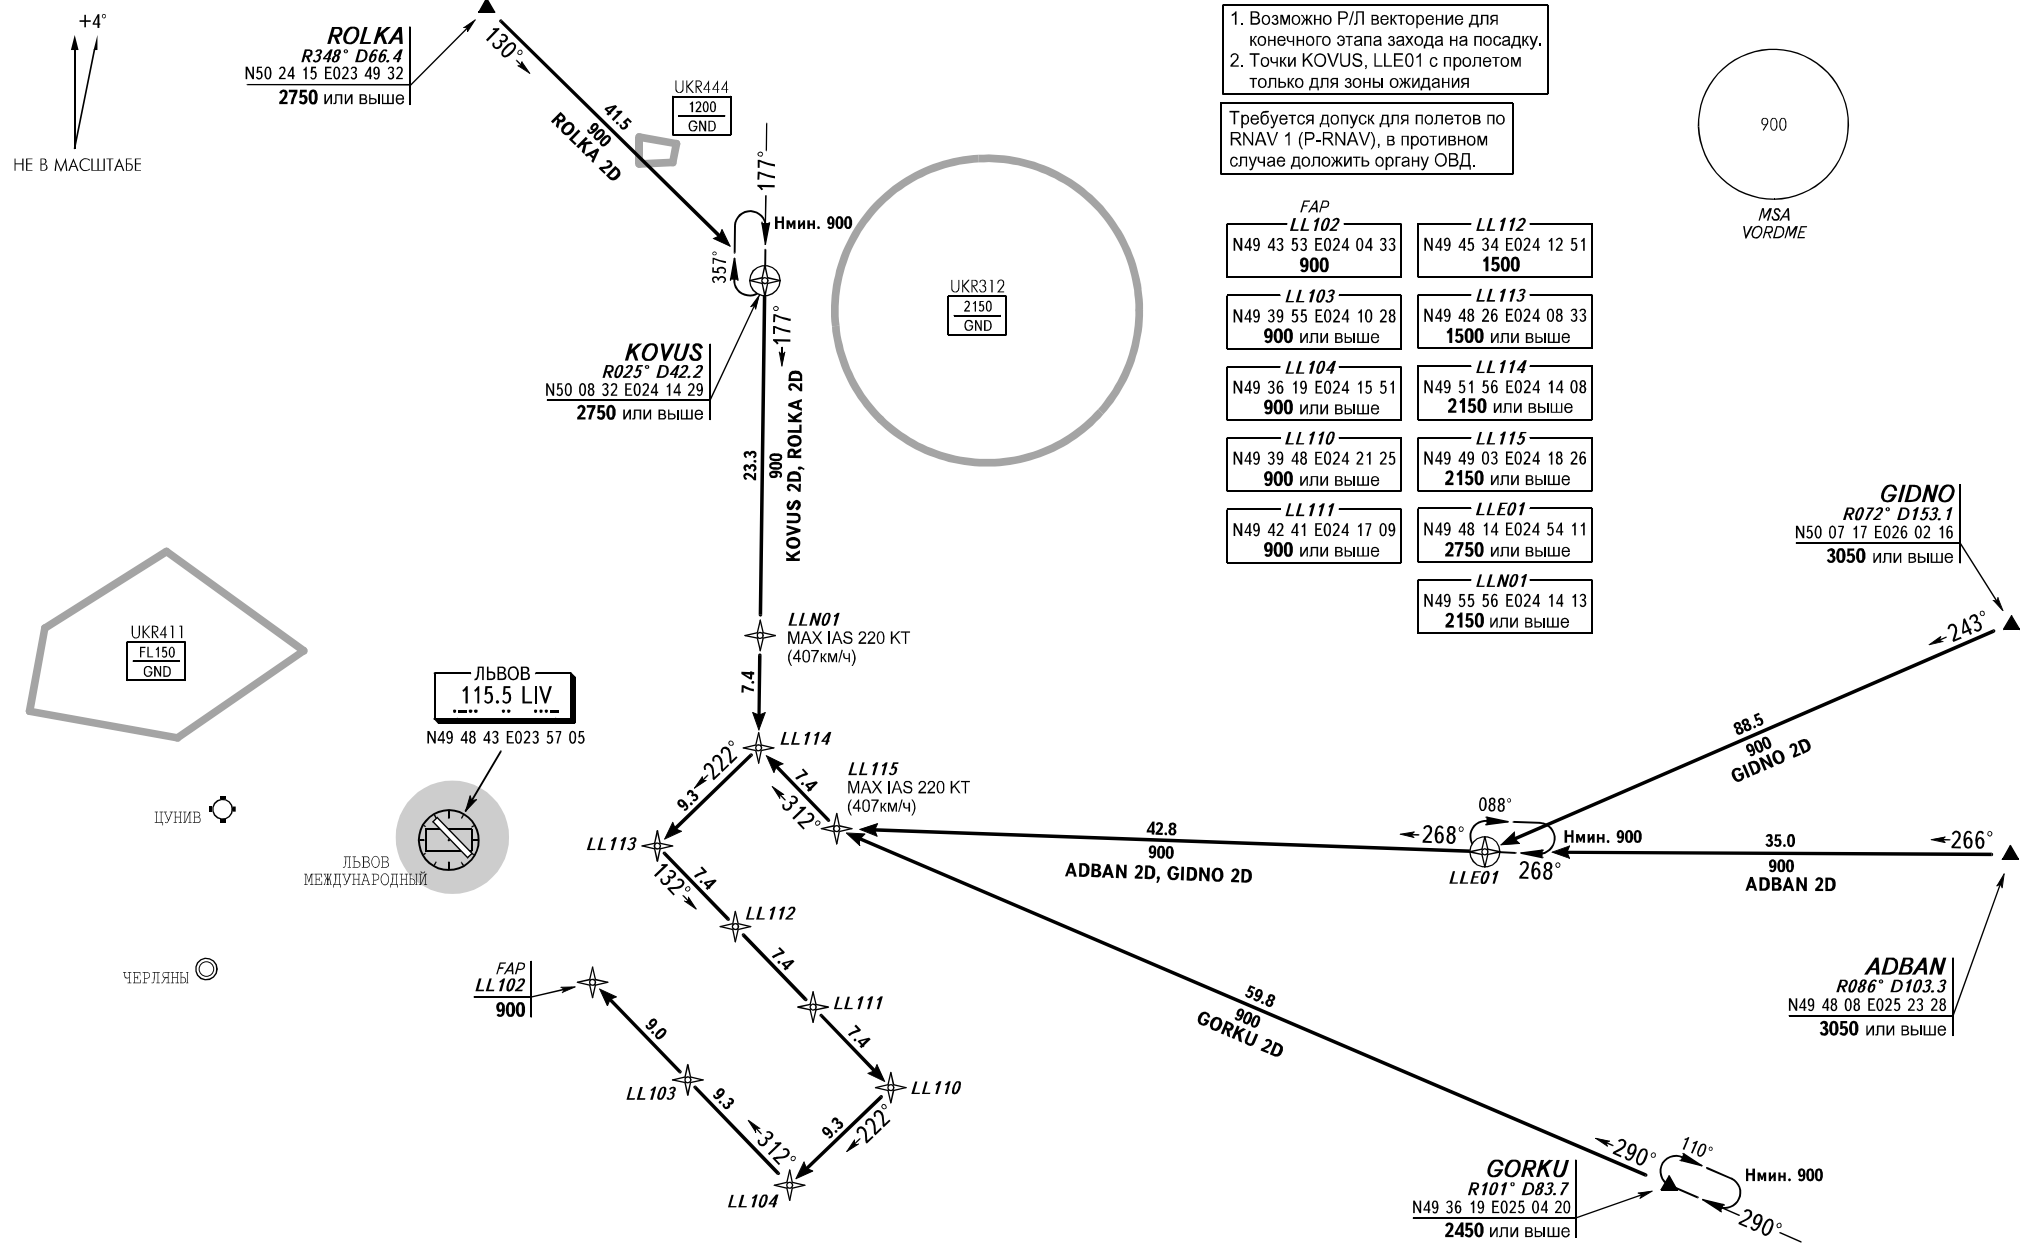 +4°
НЕ В МАСШТАБЕ
ROLKA
R348° D66.4
N50 24 15 E023 49 32
2750 или выше
130°
41.5
900
ROLKA 2D
UKR444
1200
GND
177°
Hмин. 900
357°
177°
KOVUS
R025° D42.2
N50 08 32 E024 14 29
2750 или выше
23.3
900
KOVUS 2D, ROLKA 2D
UKR312
2150
GND
1. Возможно Р/Л векторение для
конечного этапа захода на посадку.
2. Точки KOVUS, LLE01 с пролетом
только для зоны ожидания
Требуется допуск для полетов по
RNAV 1 (P-RNAV), в противном
случае доложить органу ОВД.
900
MSA
VORDME
FAP
LL102
N49 43 53 E024 04 33
900
LL112
N49 45 34 E024 12 51
1500
LL103
N49 39 55 E024 10 28
900 или выше
LL113
N49 48 26 E024 08 33
1500 или выше
LL104
N49 36 19 E024 15 51
900 или выше
LL114
N49 51 56 E024 14 08
2150 или выше
LL110
N49 39 48 E024 21 25
900 или выше
LL115
N49 49 03 E024 18 26
2150 или выше
LL111
N49 42 41 E024 17 09
900 или выше
LLE01
N49 48 14 E024 54 11
2750 или выше
LLN01
N49 55 56 E024 14 13
2150 или выше
GIDNO
R072° D153.1
N50 07 17 E026 02 16
3050 или выше
243°
88.5
900
GIDNO 2D
UKR411
FL150
GND
LLN01
MAX IAS 220 KT
(407км/ч)
7.4
ЛЬВОВ
115.5 LIV
N49 48 43 E023 57 05
LL114
222°
9.3
7.4
312°
LL115
MAX IAS 220 KT
(407км/ч)
ЦУНИВ
ЛЬВОВ
МЕЖДУНАРОДНЫЙ
LL113
132°
7.4
42.8
900
ADBAN 2D, GIDNO 2D
268°
088°
Hмин. 900
LLE01
268°
35.0
900
ADBAN 2D
266°
LL112
7.4
ЧЕРЛЯНЫ
FAP
LL102
900
LL111
7.4
9.0
LL103
LL110
9.3
312°
9.3
222°
LL104
59.8
900
GORKU 2D
ADBAN
R086° D103.3
N49 48 08 E025 23 28
3050 или выше
290°
110°
Hмин. 900
290°
GORKU
R101° D83.7
N49 36 19 E025 04 20
2450 или выше